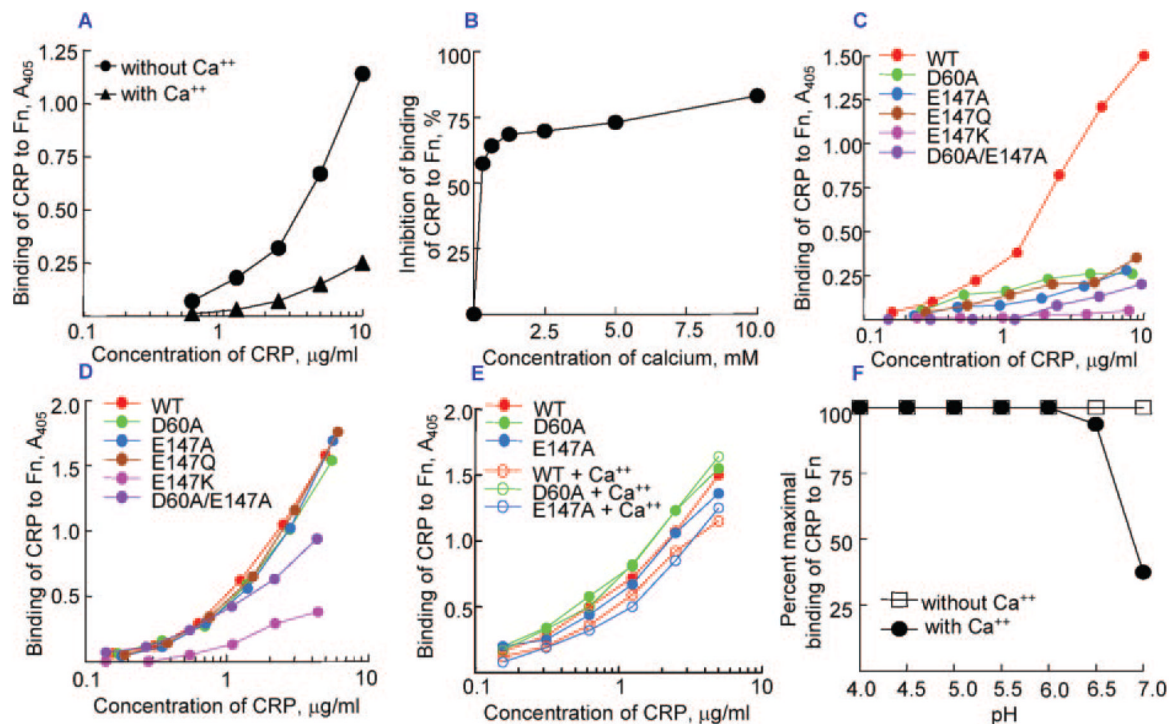 A
Binding of CRP to Fn, A405
1.25
1.00
0.75
0.50
0.25
without Ca++
with Ca++
0.1
1
10
Concentration of CRP, μg/ml
B
Inhibition of binding
of CRP to Fn, %
100
75
50
25
0
2.5
5.0
7.5
10.0
Concentration of calcium, mM
C
Binding of CRP to Fn, A405
1.50
1.25
1.00
0.75
0.50
0.25
WT
D60A
E147A
E147Q
E147K
D60A/E147A
0.1
1
10
Concentration of CRP, μg/ml
D
Binding of CRP to Fn, A405
2.0
1.5
1.0
0.5
WT
D60A
E147A
E147Q
E147K
D60A/E147A
0.1
1
10
Concentration of CRP, μg/ml
E
Binding of CRP to Fn, A405
2.0
1.5
1.0
0.5
WT
D60A
E147A
WT + Ca++
D60A + Ca++
E147A + Ca++
0.1
1
10
Concentration of CRP, μg/ml
F
Percent maximal
binding of CRP to Fn
100
75
50
25
without Ca++
with Ca++
4.0
4.5
5.0
5.5
6.0
6.5
7.0
pH